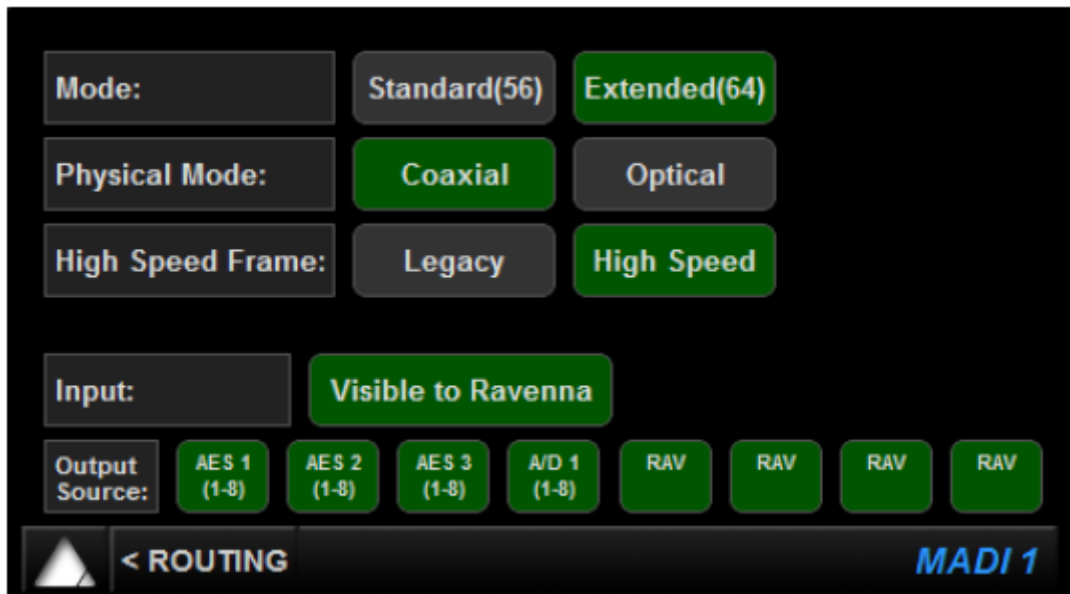 Mode: Standard(56) Extended(64)
Physical Mode: Coaxial Optical
High Speed Frame: Legacy High Speed
Input: Visible to Ravenna
Output Source: AES 1 (1-8) AES 2 (1-8) AES 3 (1-8) A/D 1 (1-8) RAV RAV RAV RAV
< ROUTING MADI 1